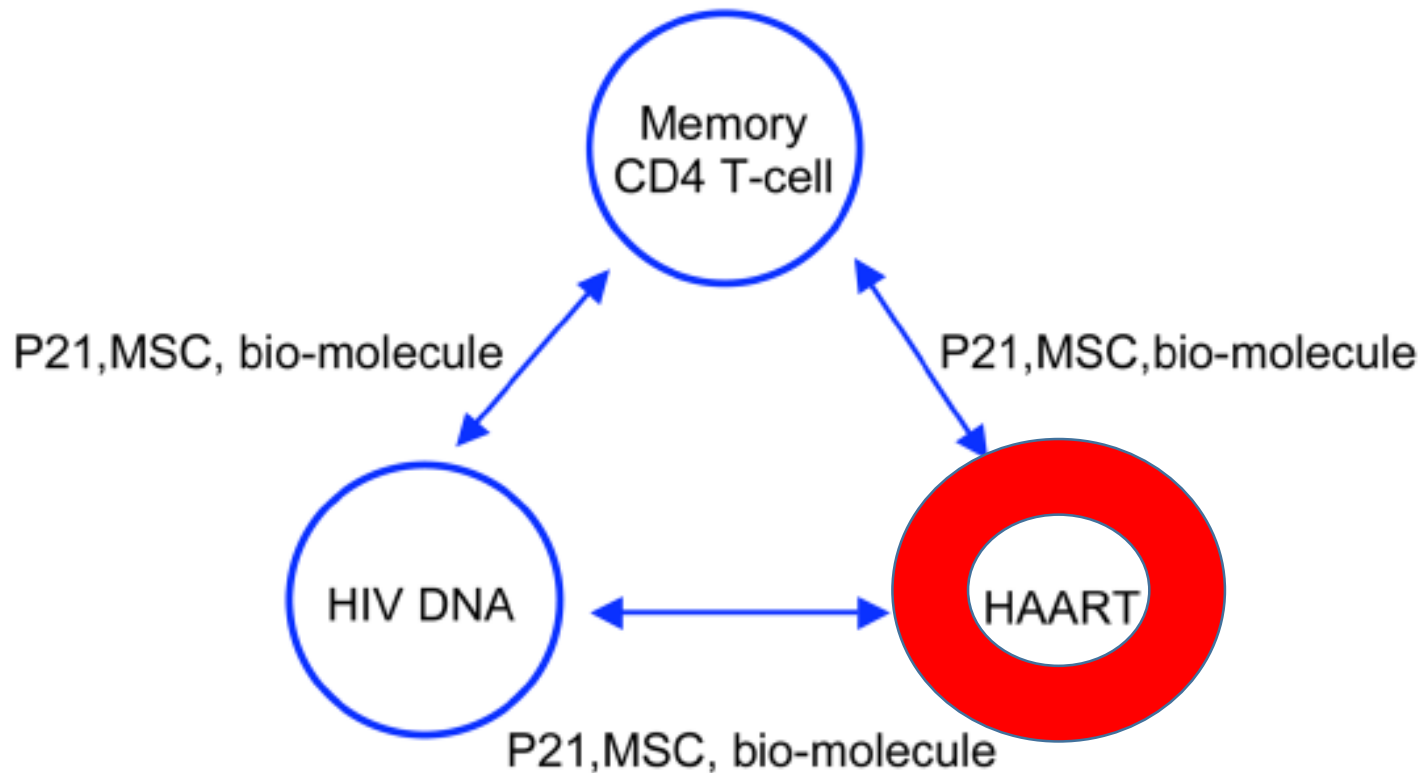 Memory
CD4 T-cell
P21,MSC, bio-molecule
P21,MSC,bio-molecule
HIV DNA
HAART
P21,MSC, bio-molecule